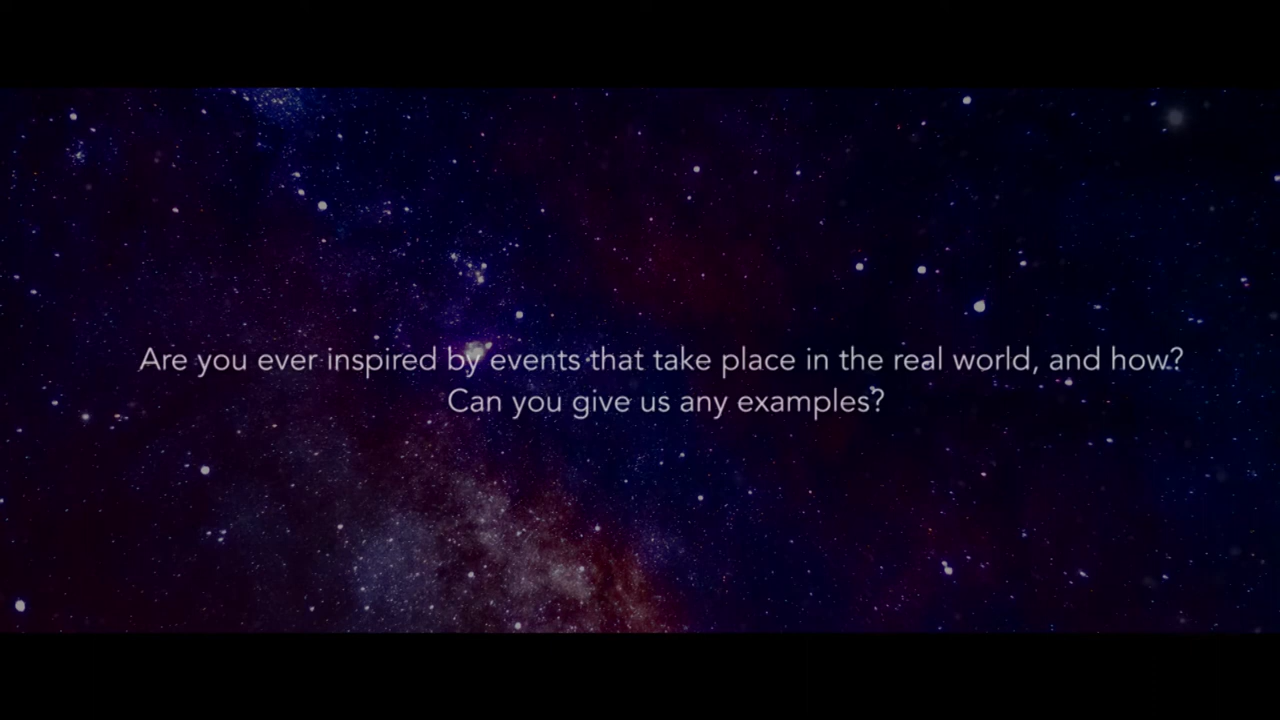 Are you ever inspired by events that take place in the real world, and how?
Can you give us any examples?